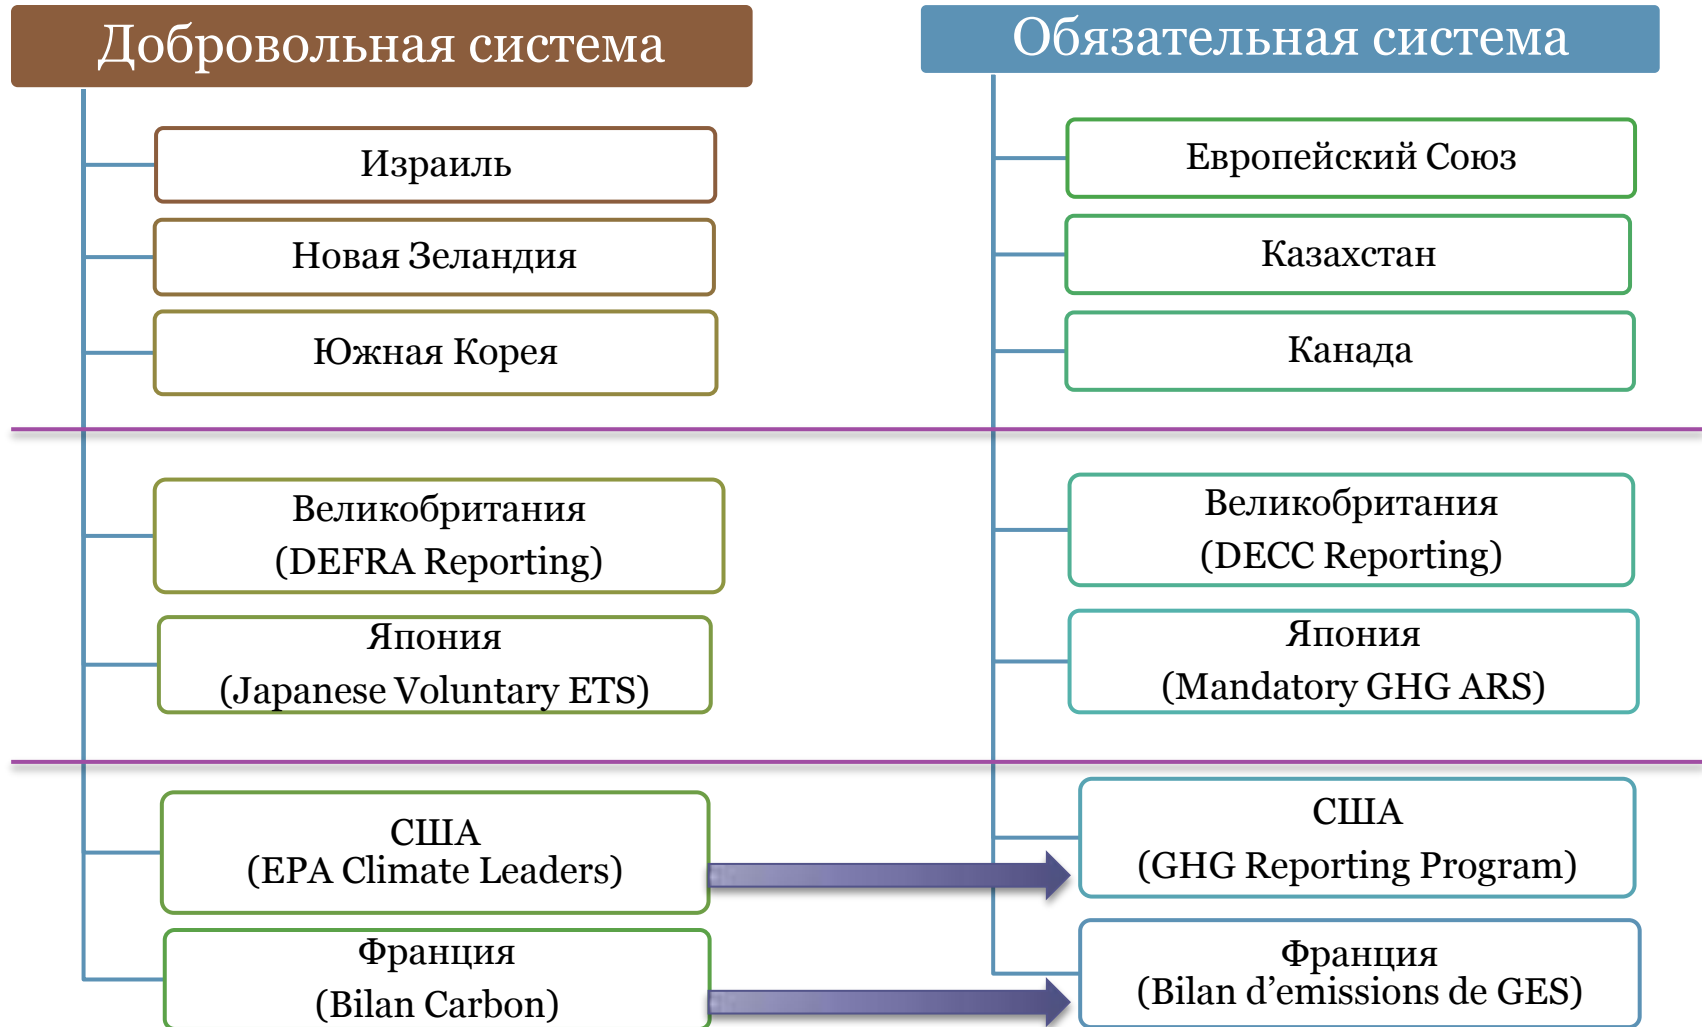 Добровольная система
Израиль
Новая Зеландия
Южная Корея
Великобритания
(DEFRA Reporting)
Япония
(Japanese Voluntary ETS)
США
(EPA Climate Leaders)
Франция
(Bilan Carbon)
Обязательная система
Европейский Союз
Казахстан
Канада
Великобритания
(DECC Reporting)
Япония
(Mandatory GHG ARS)
США
(GHG Reporting Program)
Франция
(Bilan d’emissions de GES)